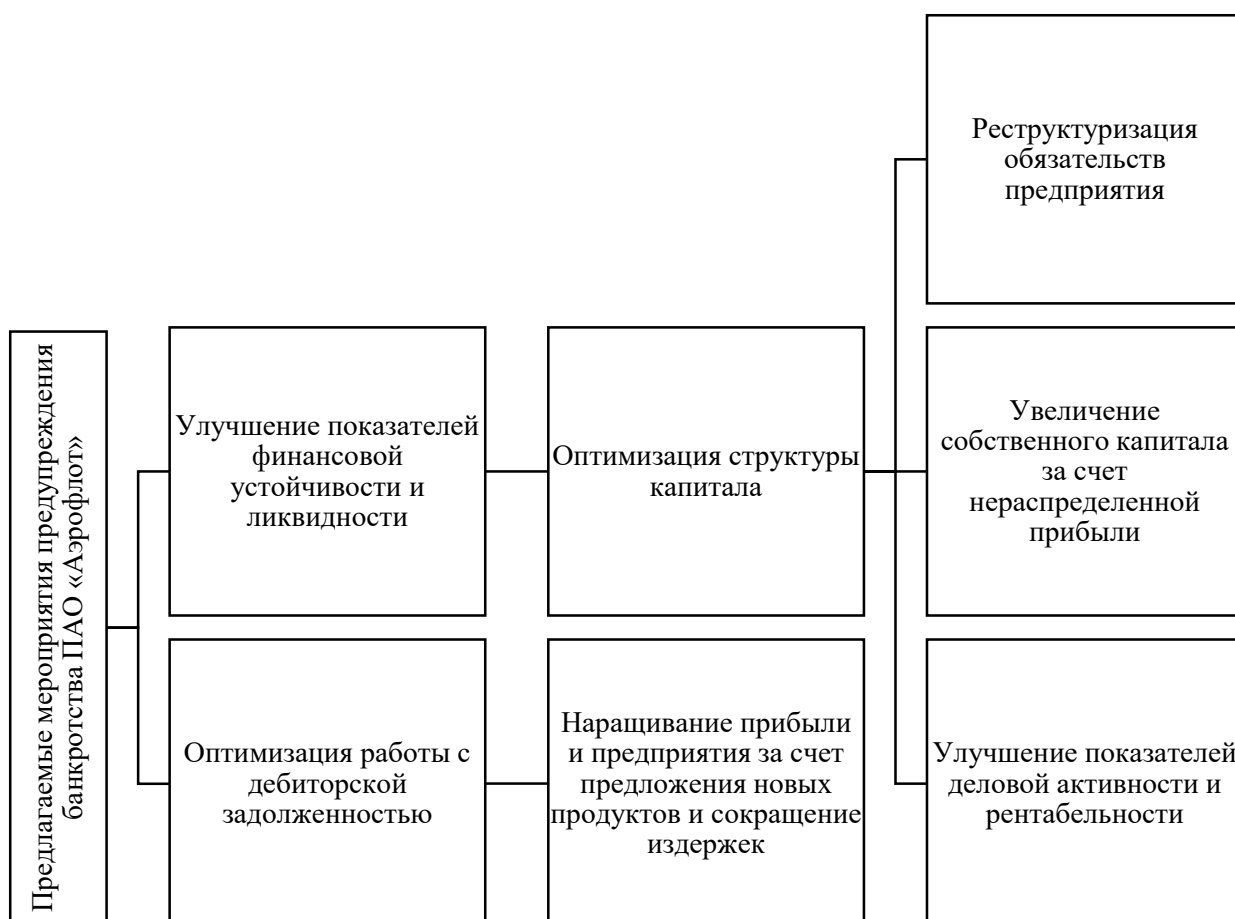 Предлагаемые мероприятия предупреждения
банкротства ПАО «Аэрофлот»
Улучшение показателей
финансовой
устойчивости и
ликвидности
Оптимизация структуры
капитала
Реструктуризация
обязательств
предприятия
Увеличение
собственного капитала
за счет
нераспределенной
прибыли
Улучшение показателей
деловой активности и
рентабельности
Оптимизация работы с
дебиторской
задолженностью
Наращивание прибыли
и предприятия за счет
предложения новых
продуктов и сокращение
издержек